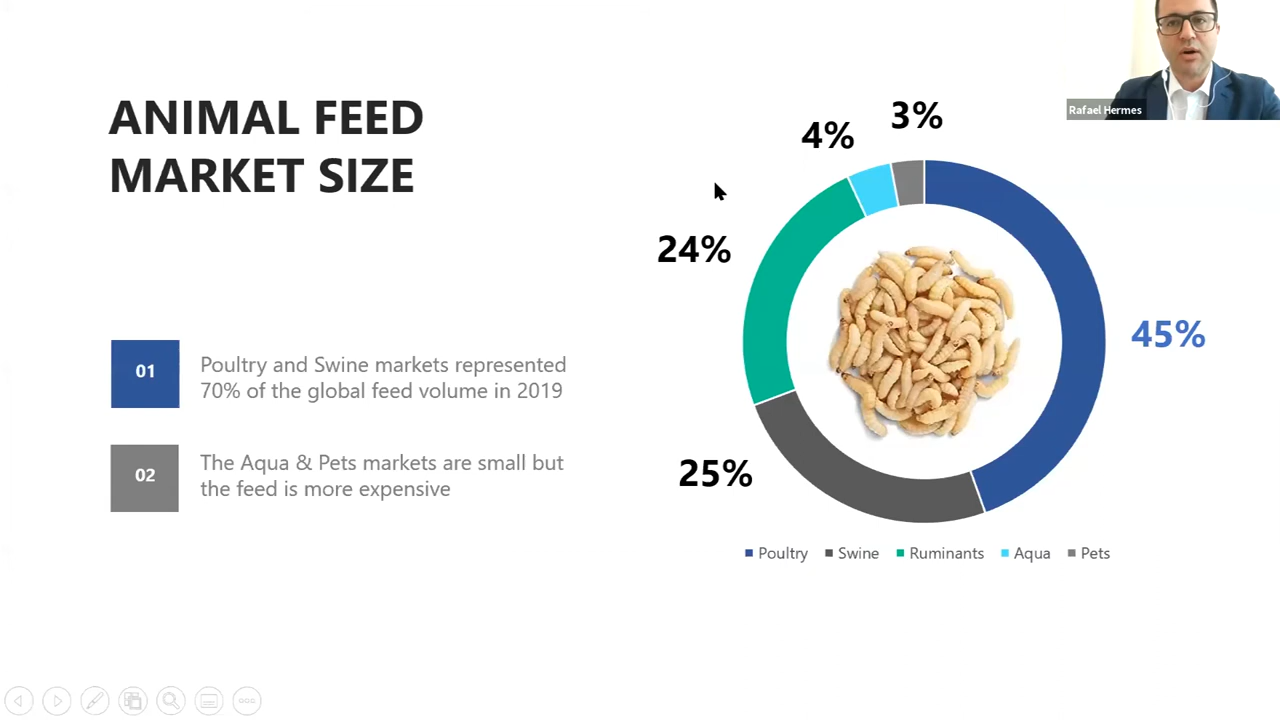 ANIMAL FEED
MARKET SIZE
01
Poultry and Swine markets represented
70% of the global feed volume in 2019
02
The Aqua & Pets markets are small but
the feed is more expensive
3%
4%
24%
45%
25%
Poultry Swine Ruminants Aqua Pets
Rafael Hermes